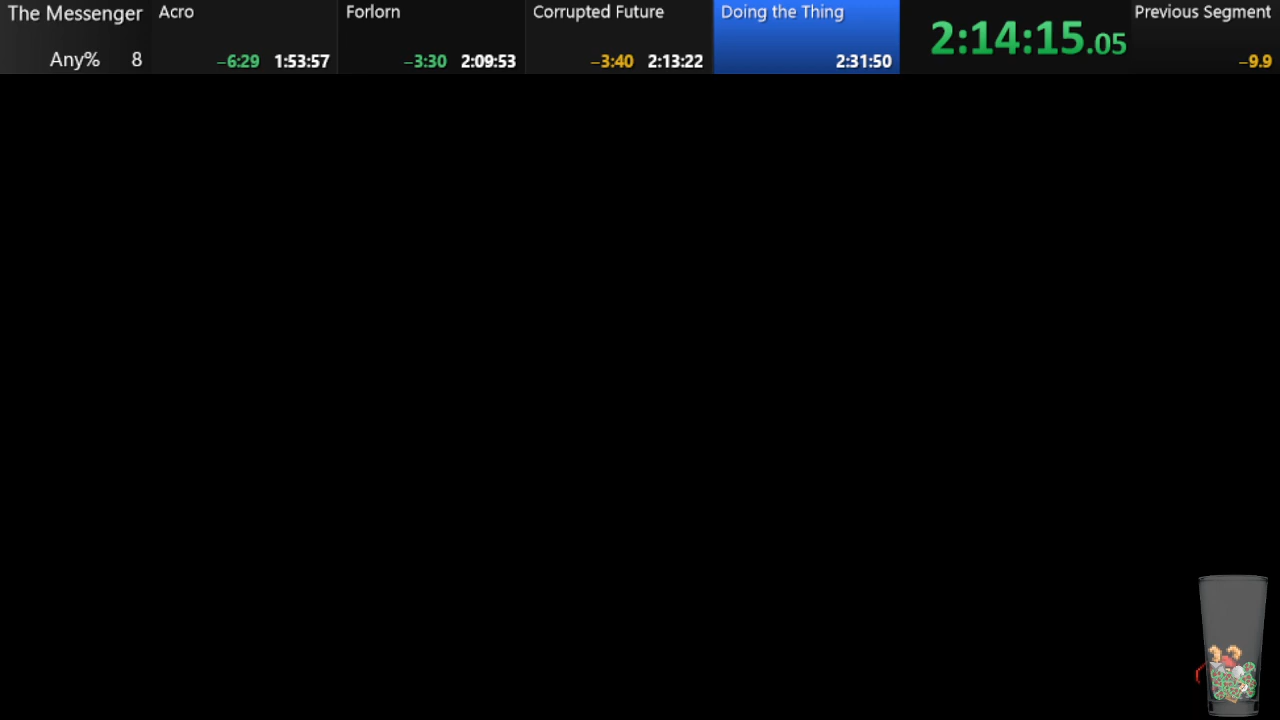 The Messenger
Any% 8
Acro
−6:29 1:53:57
Forlorn
−3:30 2:09:53
Corrupted Future
−3:40 2:13:22
Doing the Thing
2:31:50
2:14:15.05
Previous Segment
−9.9